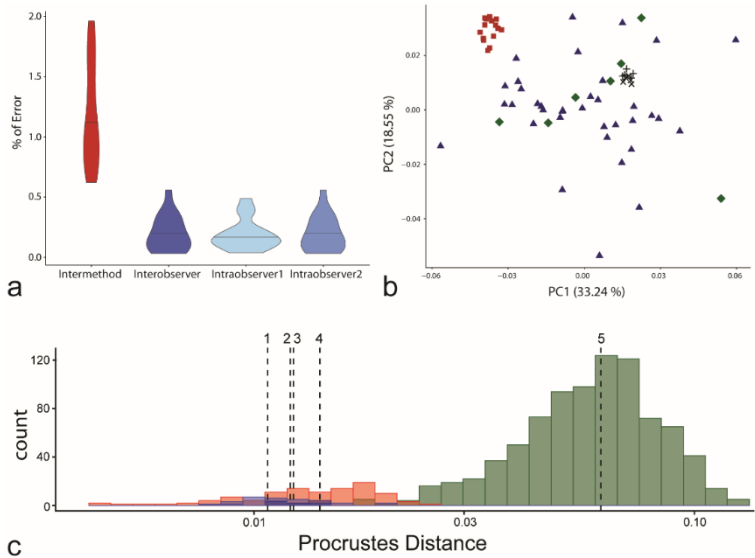 2.0
1.5
1.0
0.5
0.0
% of Error
Intermethod Interobserver Intraobserver1 Intraobserver2
a
0.02
0.00
−0.02
−0.04
PC2 (18.55 %)
−0.06 −0.03 0.00 0.03 0.06
PC1 (33.24 %)
b
1 2 3 4 5
120
80
40
0
count
0.01 0.03 0.10
Procrustes Distance
c